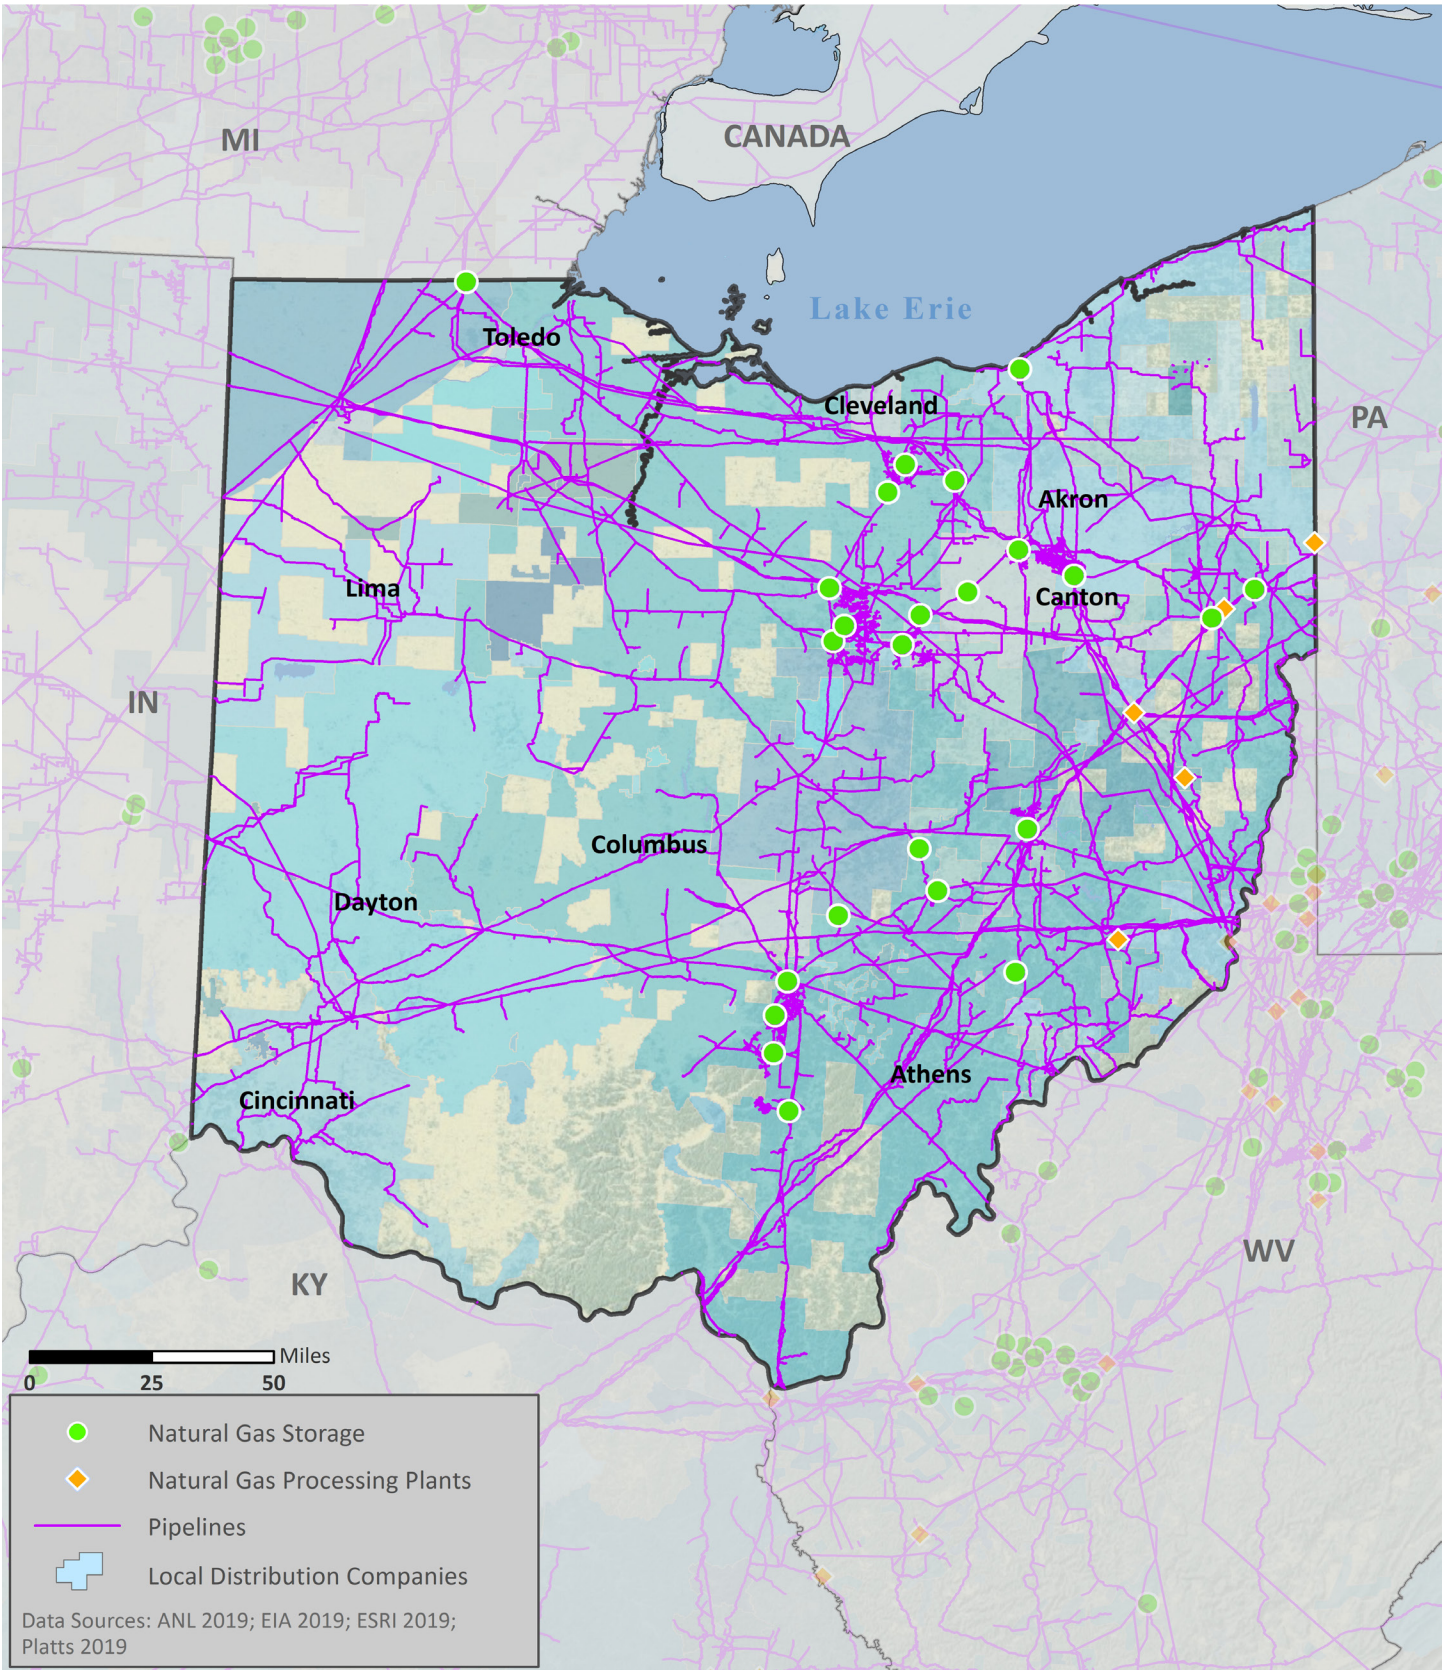 MI
CANADA
Lake Erie
Toledo
Cleveland
PA
Akron
Lima
Canton
IN
Columbus
Dayton
Athens
Cincinnati
WV
KY
Miles
0 25 50
Natural Gas Storage
Natural Gas Processing Plants
Pipelines
Local Distribution Companies
Data Sources: ANL 2019; EIA 2019; ESRI 2019;
Platts 2019